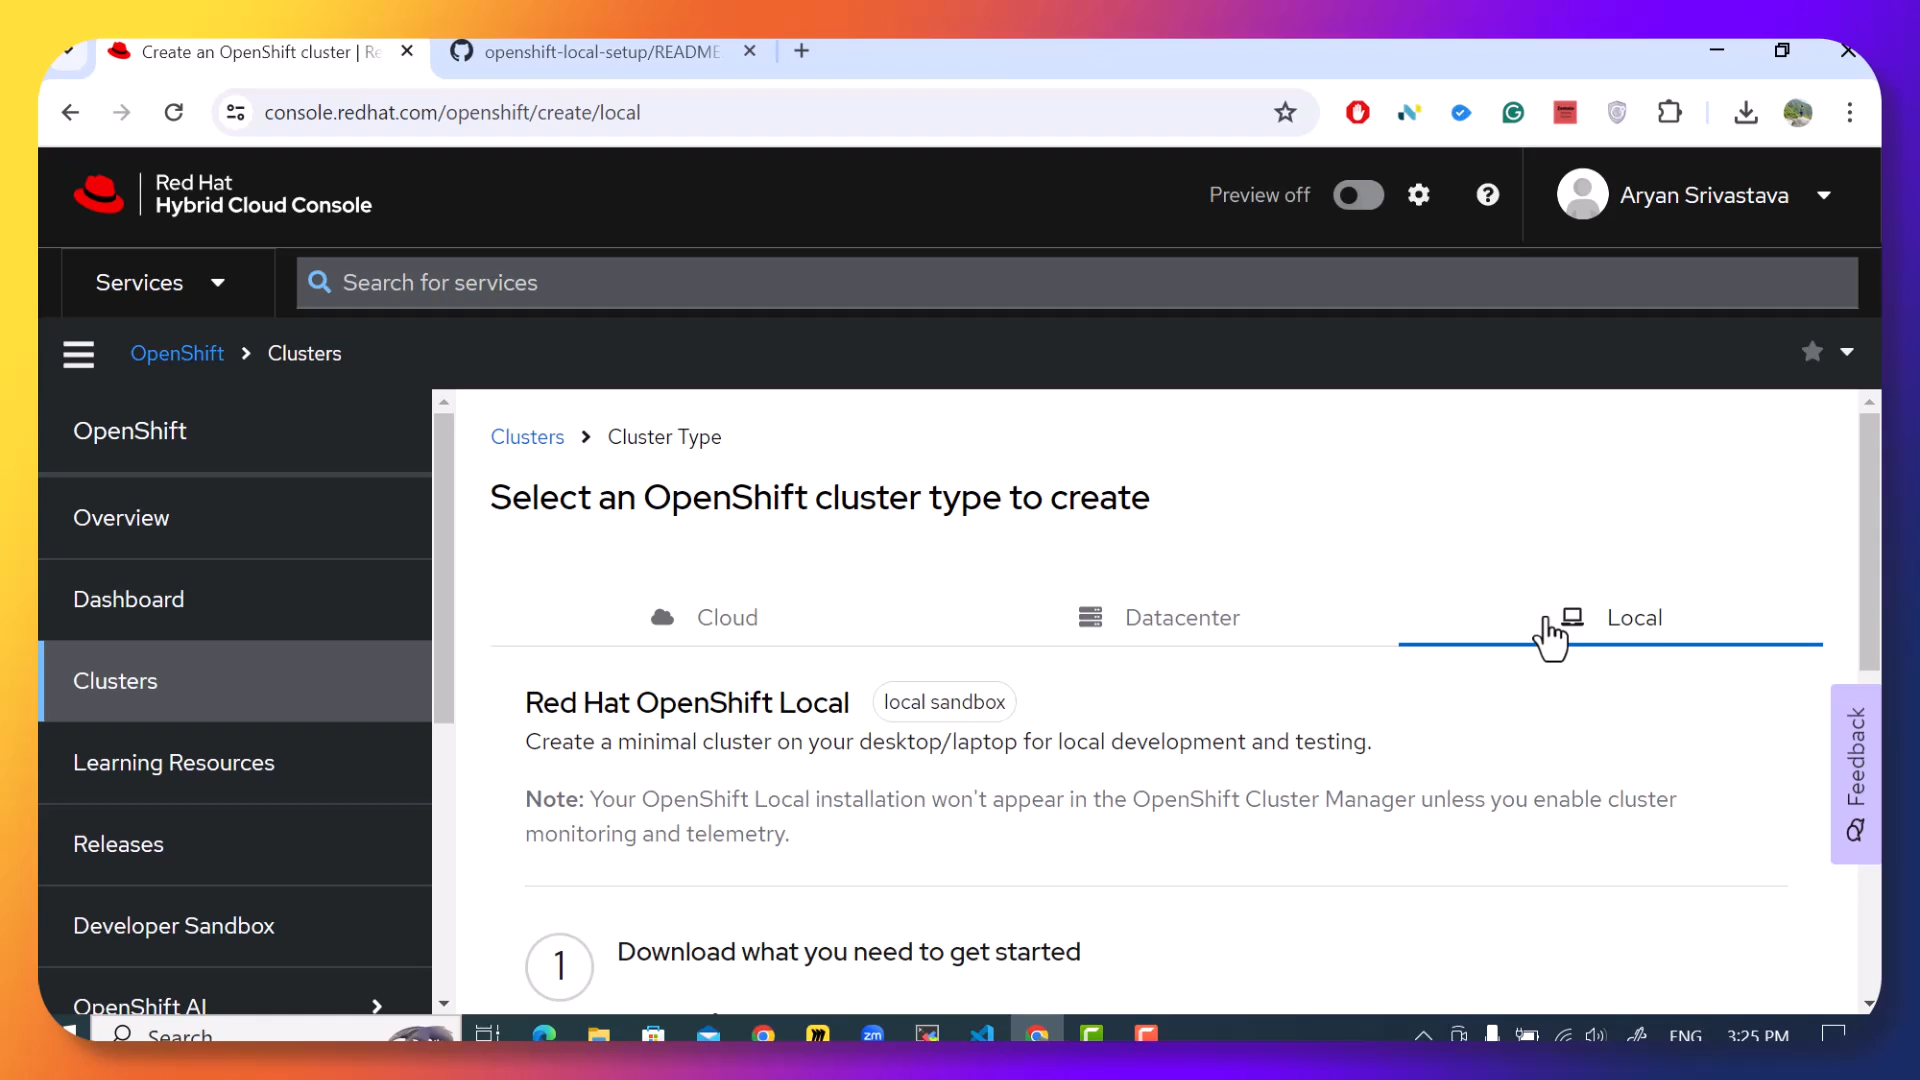 Create an OpenShift cluster | Re
openshift-local-setup/README.
console.redhat.com/openshift/create/local
Red Hat
Hybrid Cloud Console
Preview off
Aryan Srivastava
Services
Search for services
OpenShift
Clusters
OpenShift
Overview
Dashboard
Clusters
Learning Resources
Releases
Developer Sandbox
OpenShift AI
Clusters
Cluster Type
Select an OpenShift cluster type to create
Cloud
Datacenter
Local
Red Hat OpenShift Local
local sandbox
Create a minimal cluster on your desktop/laptop for local development and testing.
Note: Your OpenShift Local installation won't appear in the OpenShift Cluster Manager unless you enable cluster
monitoring and telemetry.
1
Download what you need to get started
Feedback
Search
zm
ENG
3:25 PM